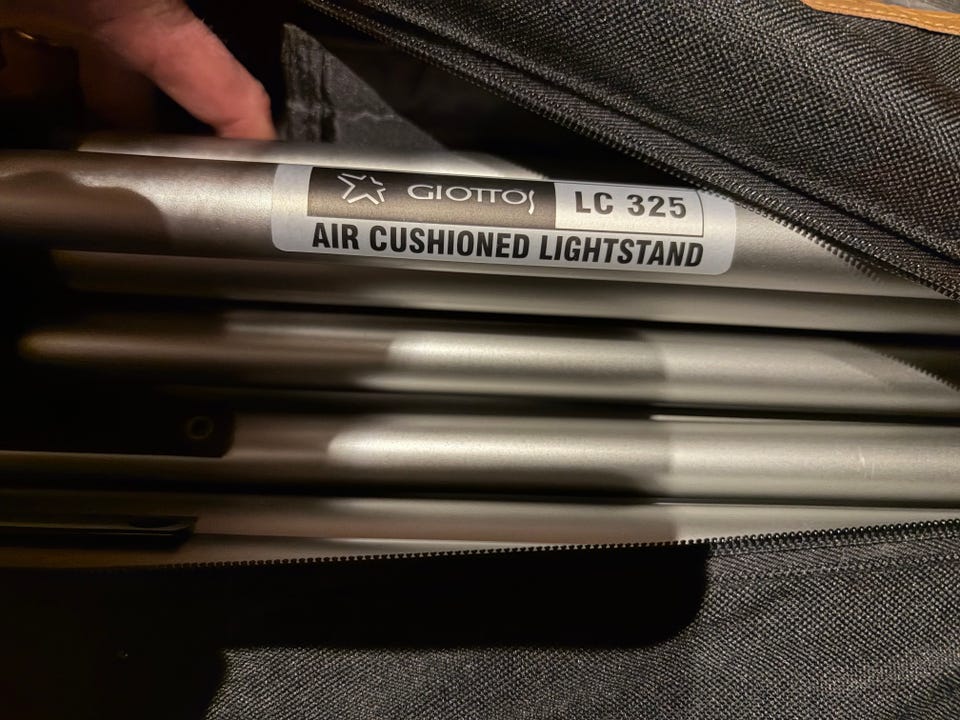 GIOTTOS LC 325
AIR CUSHIONED LIGHTSTAND